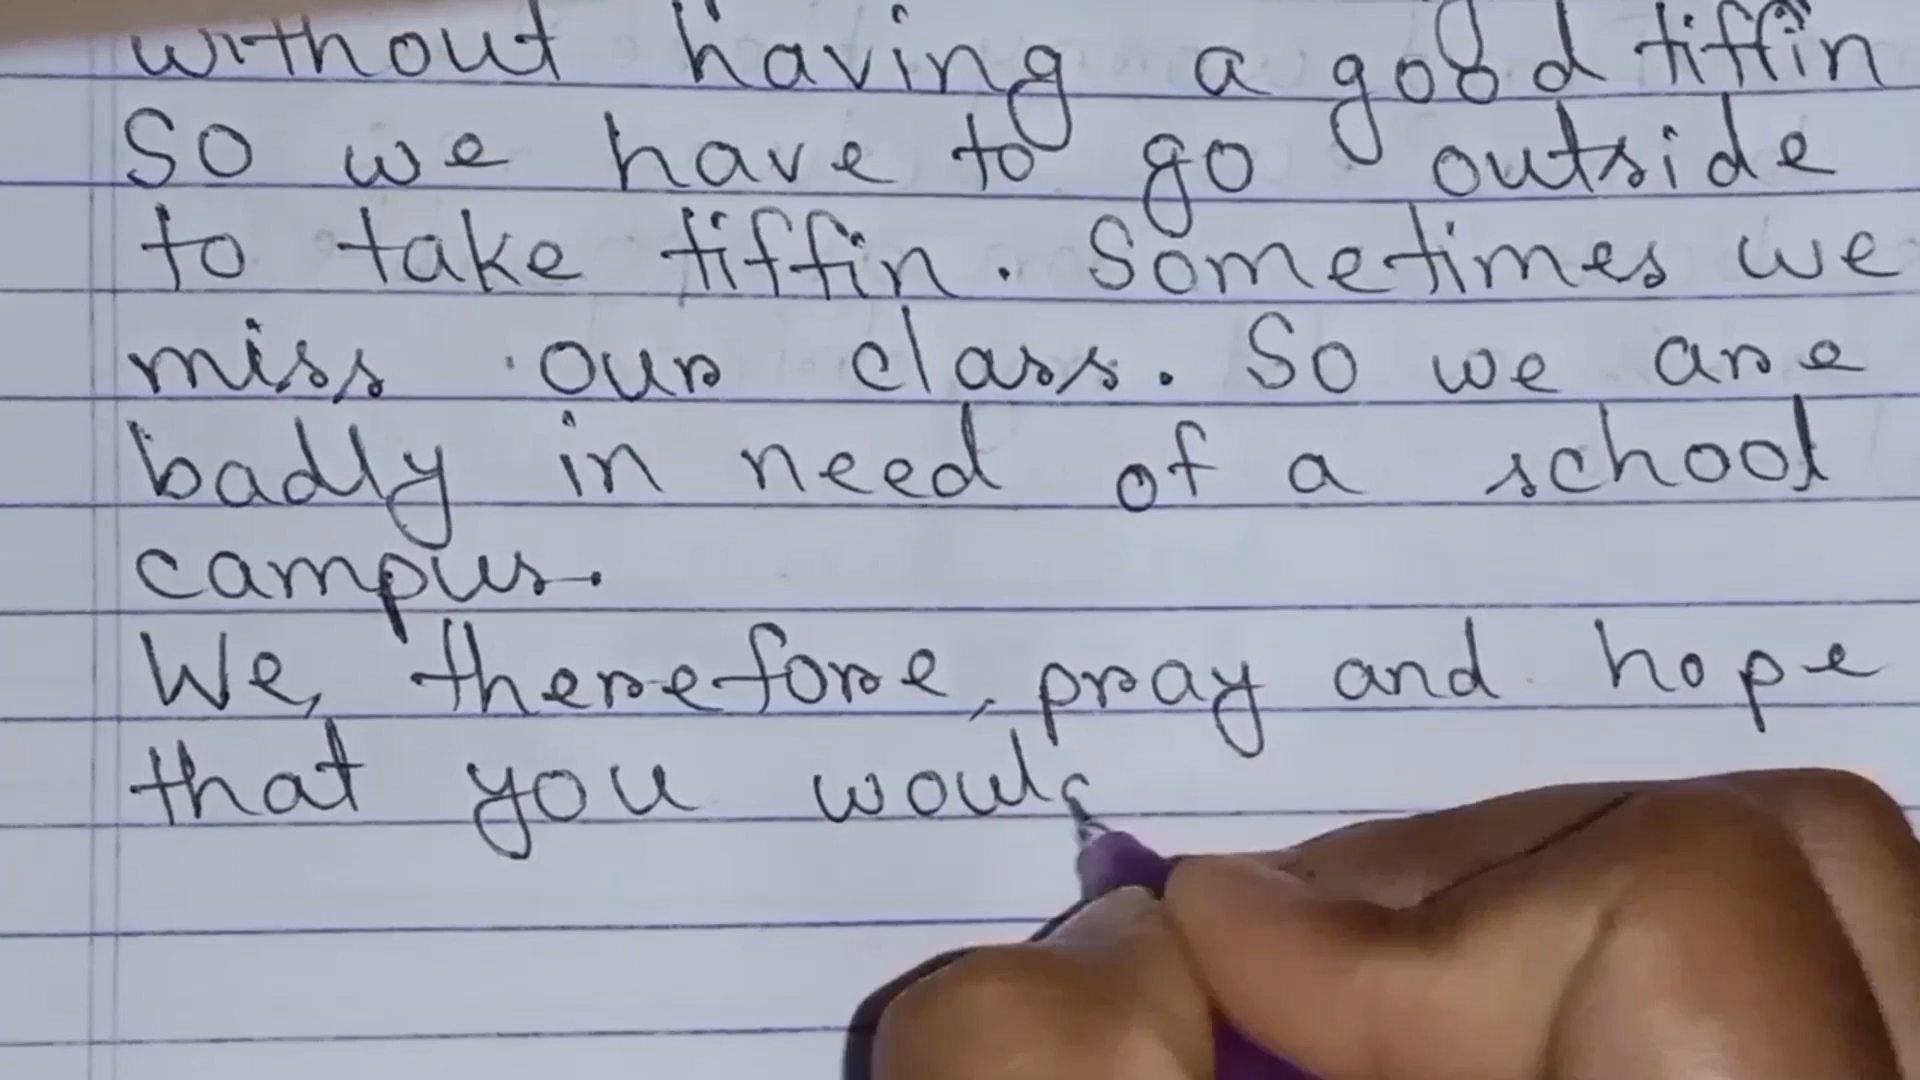 without having a good tiffin
So we have to go outside
to take tiffin. Sometimes we
miss our class. So we are
badly in need of a school
campus.
We, therefore, pray and hope
that you would